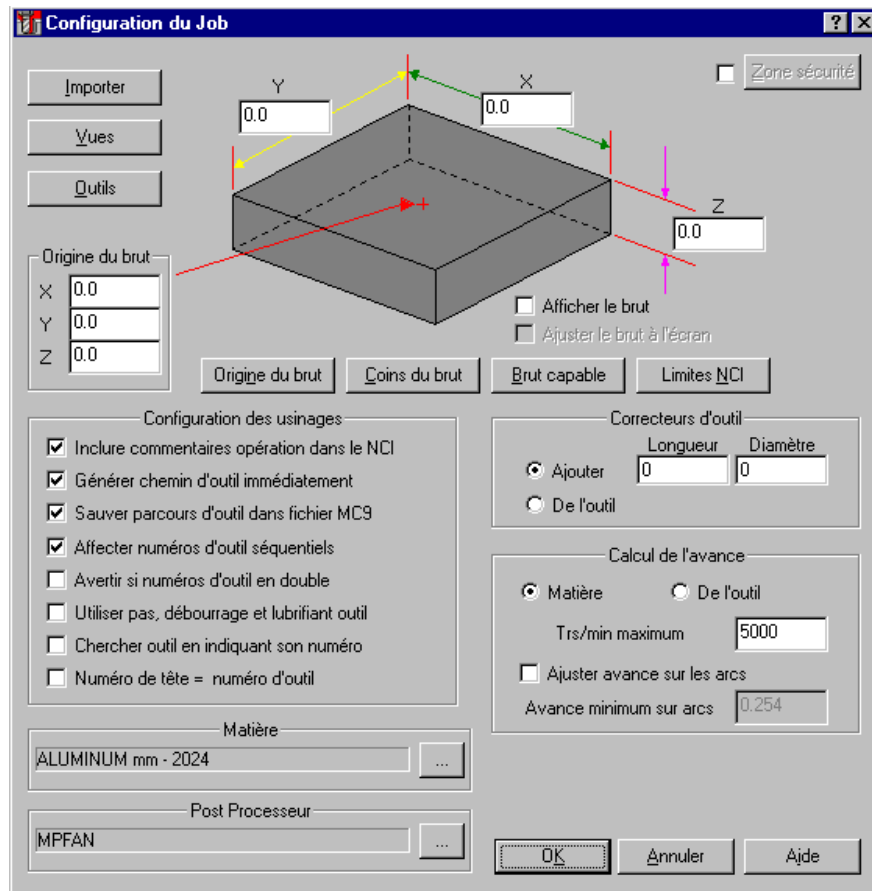 Configuration du Job
Importer
Vues
Outils
Y
0.0
X
0.0
Zone sécurité
Z
0.0
Origine du brut
X 0.0
Y 0.0
Z 0.0
Afficher le brut
Ajuster le brut à l'écran
Origine du brut
Coins du brut
Brut capable
Limites NCI
Configuration des usinages
Inclure commentaires opération dans le NCI
Générer chemin d'outil immédiatement
Sauver parcours d'outil dans fichier MC9
Affecter numéros d'outil séquentiels
Avertir si numéros d'outil en double
Utiliser pas, débourrage et lubrifiant outil
Chercher outil en indiquant son numéro
Numéro de tête = numéro d'outil
Correcteurs d'outil
Longueur Diamètre
Ajouter 0 0
De l'outil
Calcul de l'avance
Matière De l'outil
Trs/min maximum 5000
Ajuster avance sur les arcs
Avance minimum sur arcs 0.254
Matière
ALUMINUM mm - 2024 ...
Post Processeur
MPFAN ...
OK Annuler Aide